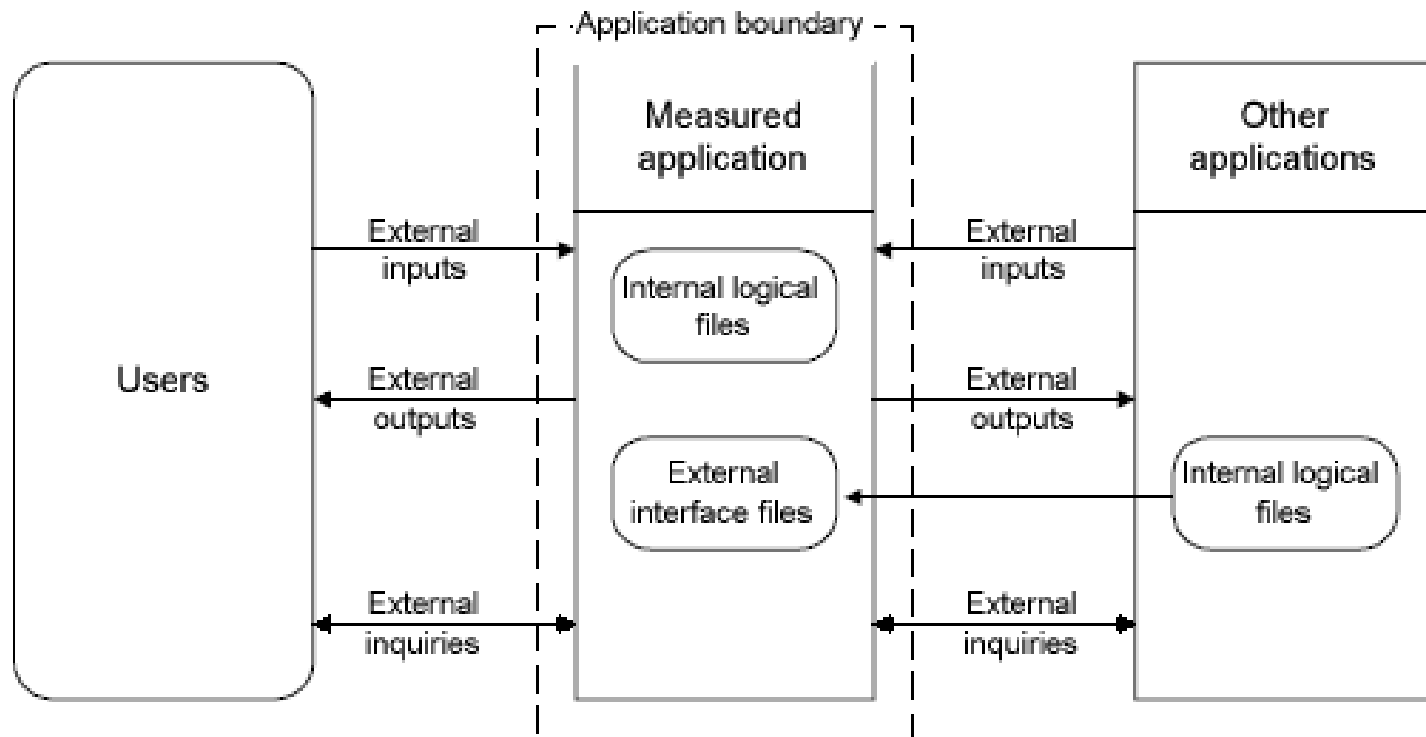 Application boundary
Measured
application
Other
applications
External
inputs
External
inputs
Internal logical
files
Users
External
outputs
External
outputs
External
interface files
Internal logical
files
External
inquiries
External
inquiries